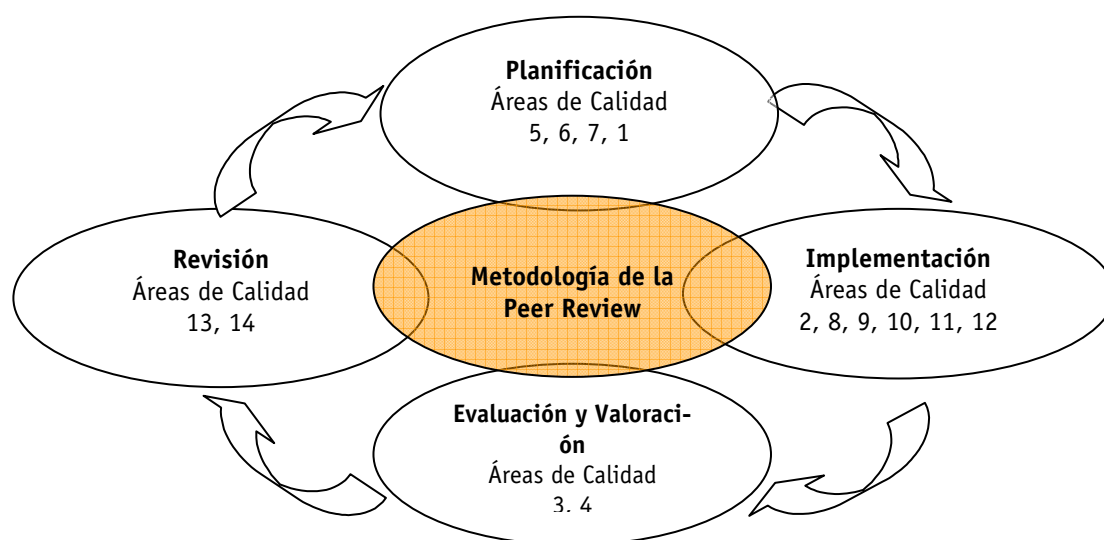 Planificación
Áreas de Calidad
5, 6, 7, 1
Revisión
Áreas de Calidad
13, 14
Metodología de la
Peer Review
Implementación
Áreas de Calidad
2, 8, 9, 10, 11, 12
Evaluación y Valoraci-
ón
Áreas de Calidad
3, 4